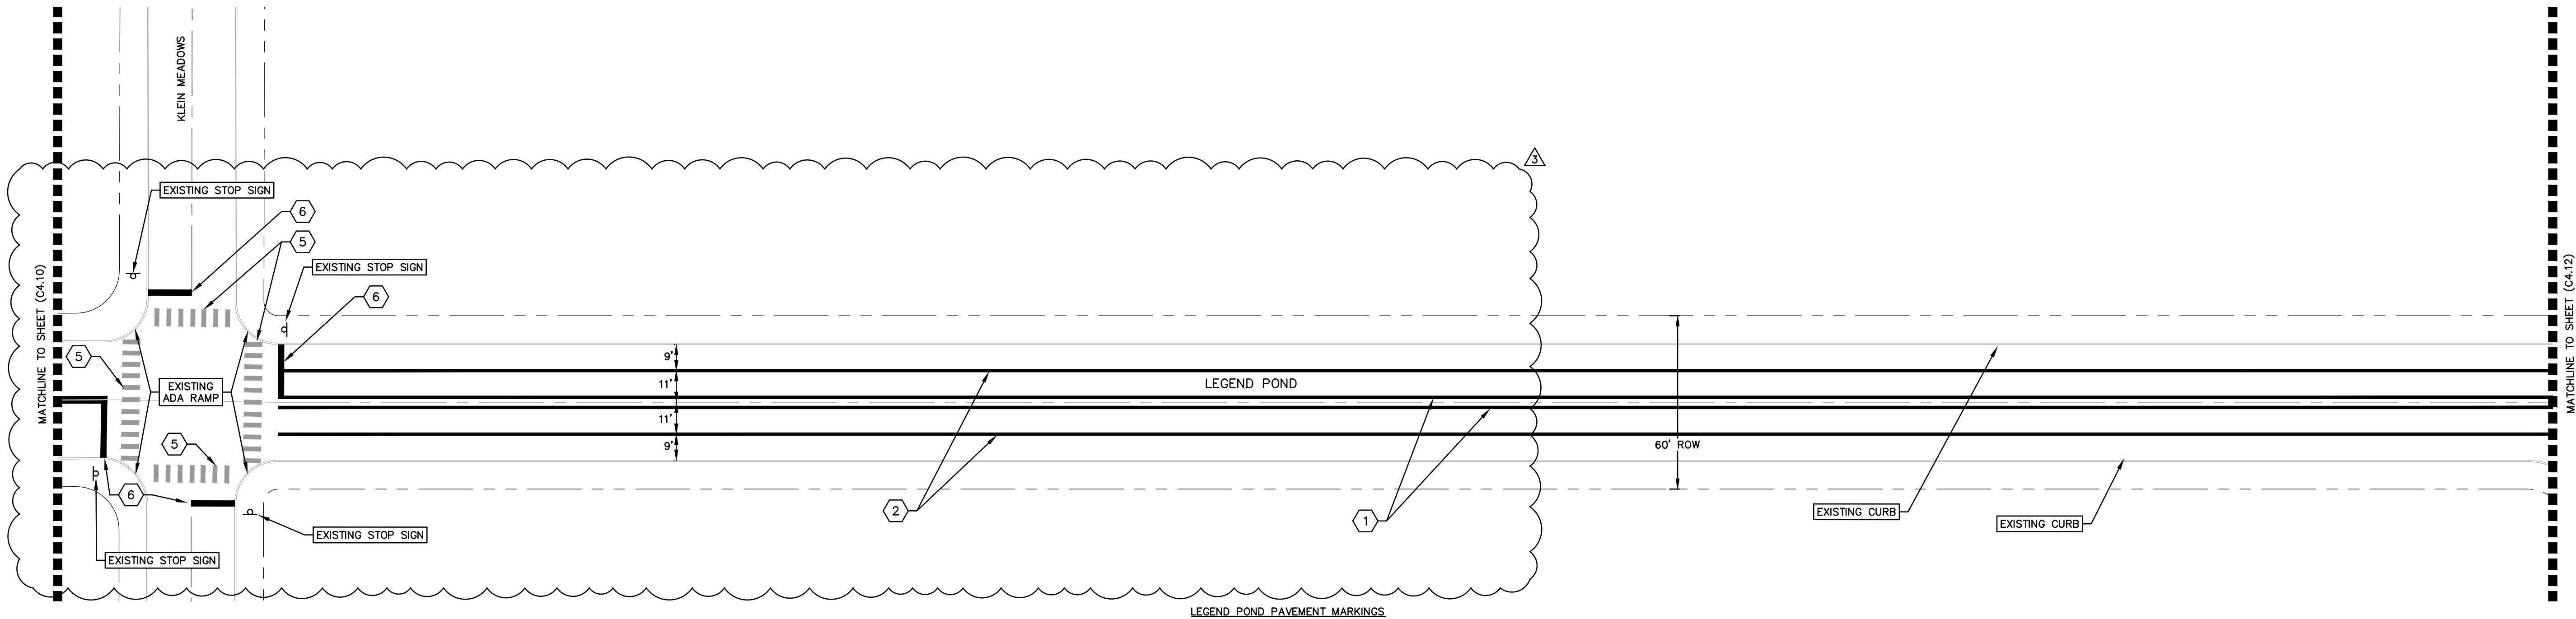 KLEIN MEADOWS
3
EXISTING STOP SIGN
6
5
EXISTING STOP SIGN
6
MATCHLINE TO SHEET (C4.10)
MATCHLINE TO SHEET (C4.12)
5
EXISTING
ADA RAMP
9'
11'
LEGEND POND
11'
9'
60' ROW
5
6
2
1
EXISTING CURB
EXISTING CURB
EXISTING STOP SIGN
EXISTING STOP SIGN
LEGEND POND PAVEMENT MARKINGS